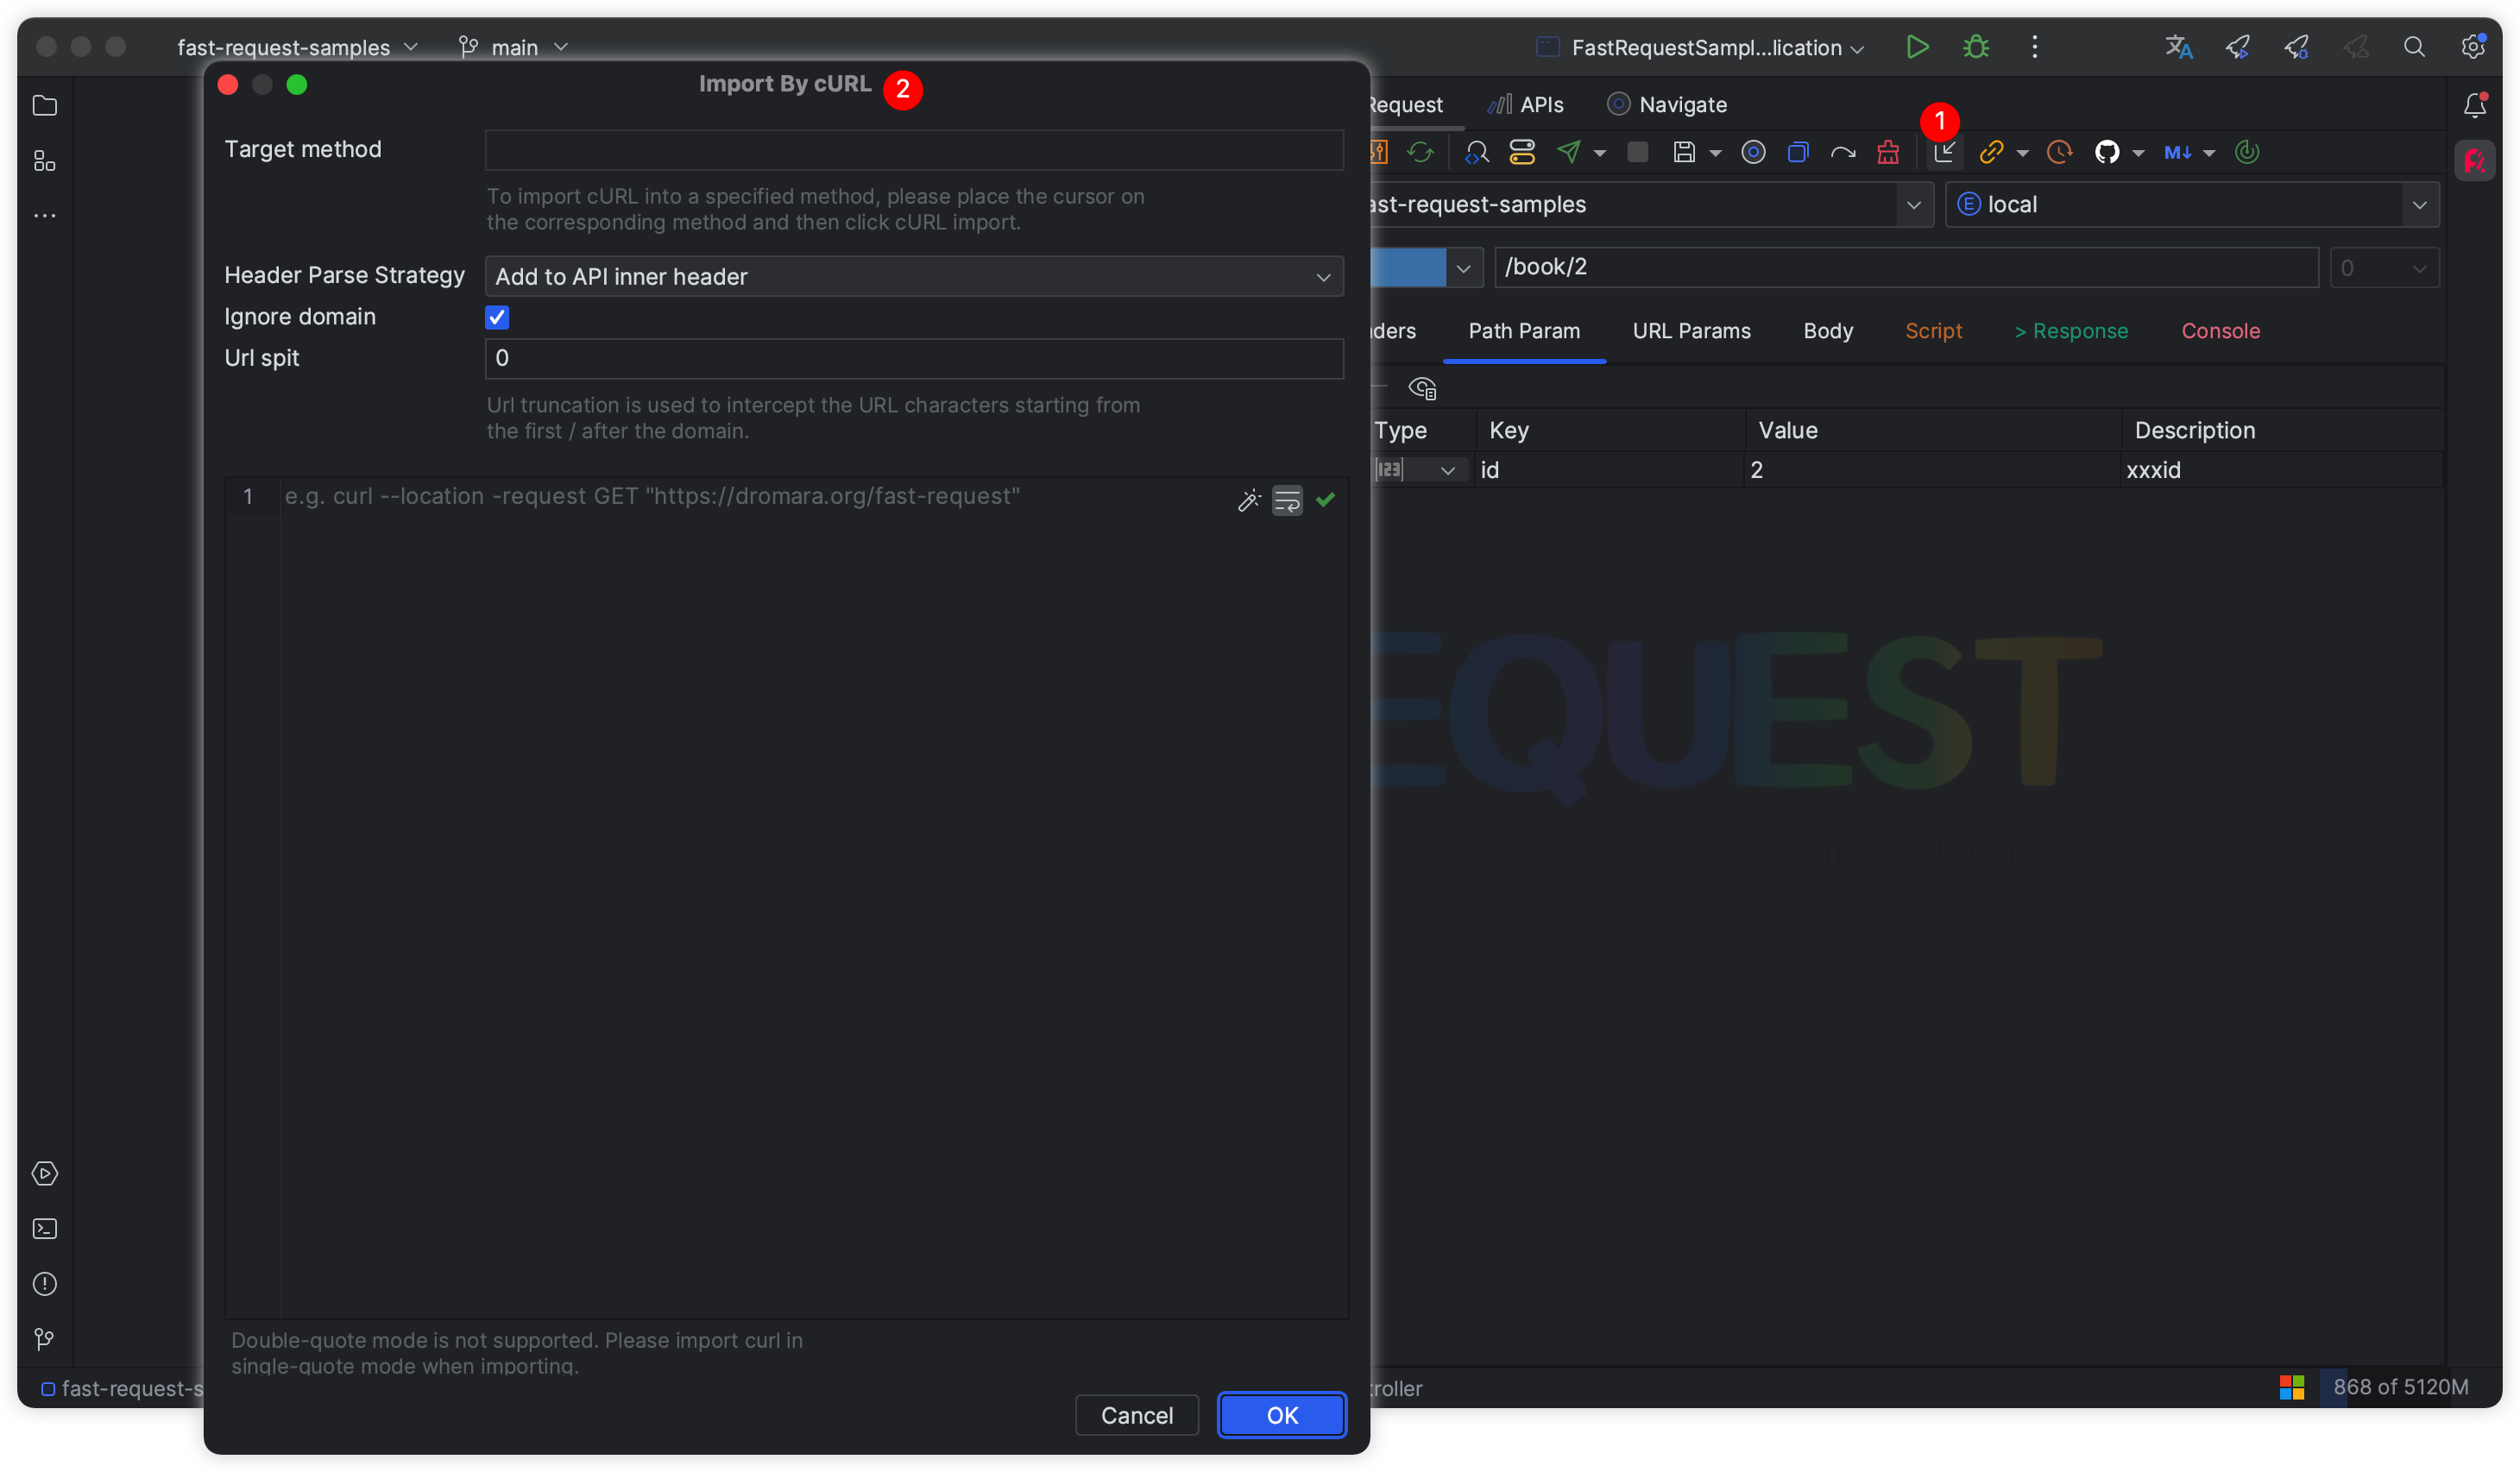 fast-request-samples
main
FastRequestSampl...lication
Import By cURL
2
Target method
To import cURL into a specified method, please place the cursor on
the corresponding method and then click cURL import.
Header Parse Strategy
Add to API inner header
Ignore domain
Url spit
0
Url truncation is used to intercept the URL characters starting from
the first / after the domain.
1
e.g. curl --location -request GET "https://dromara.org/fast-request"
Double-quote mode is not supported. Please import curl in
single-quote mode when importing.
Cancel
OK
Request
APIs
Navigate
1
M↓
ast-request-samples
E
local
/book/2
0
ders
Path Param
URL Params
Body
Script
> Response
Console
Type
Key
Value
Description
123
id
2
xxxid
EQUEST
fast-request-s
roller
868 of 5120M